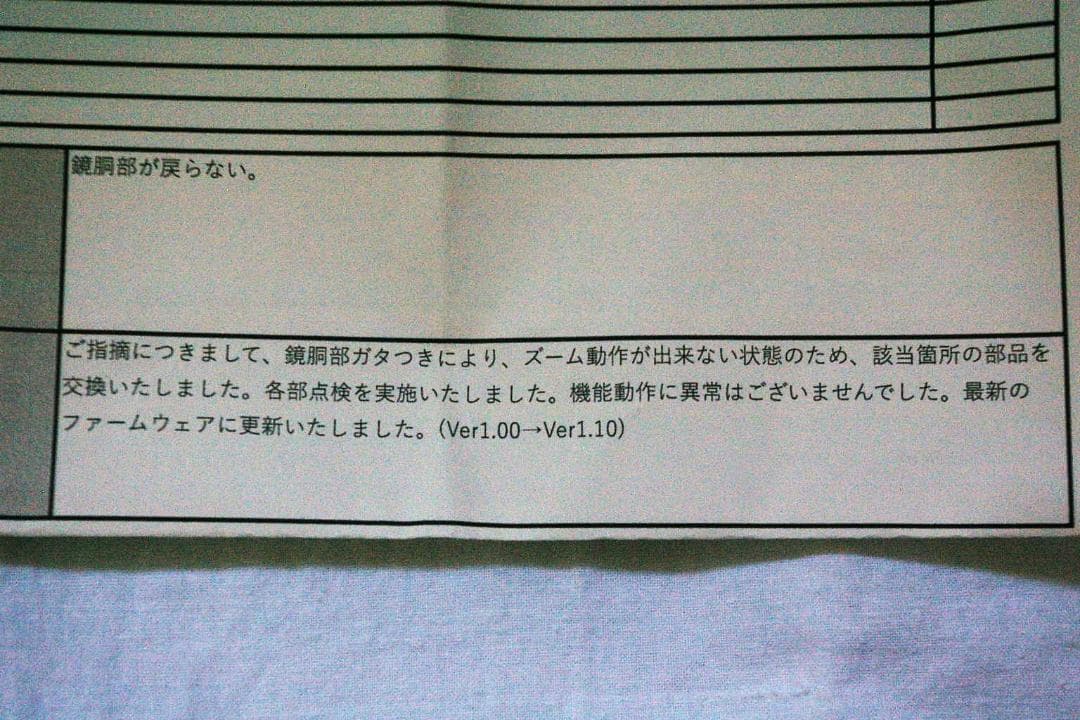 鏡胴部が戻らない。
ご指摘につきまして、鏡胴部ガタつきにより、ズーム動作が出来ない状態のため、該当箇所の部品を
交換いたしました。各部点検を実施いたしました。機能動作に異常はございませんでした。最新の
ファームウェアに更新いたしました。(Ver1.00→Ver1.10)